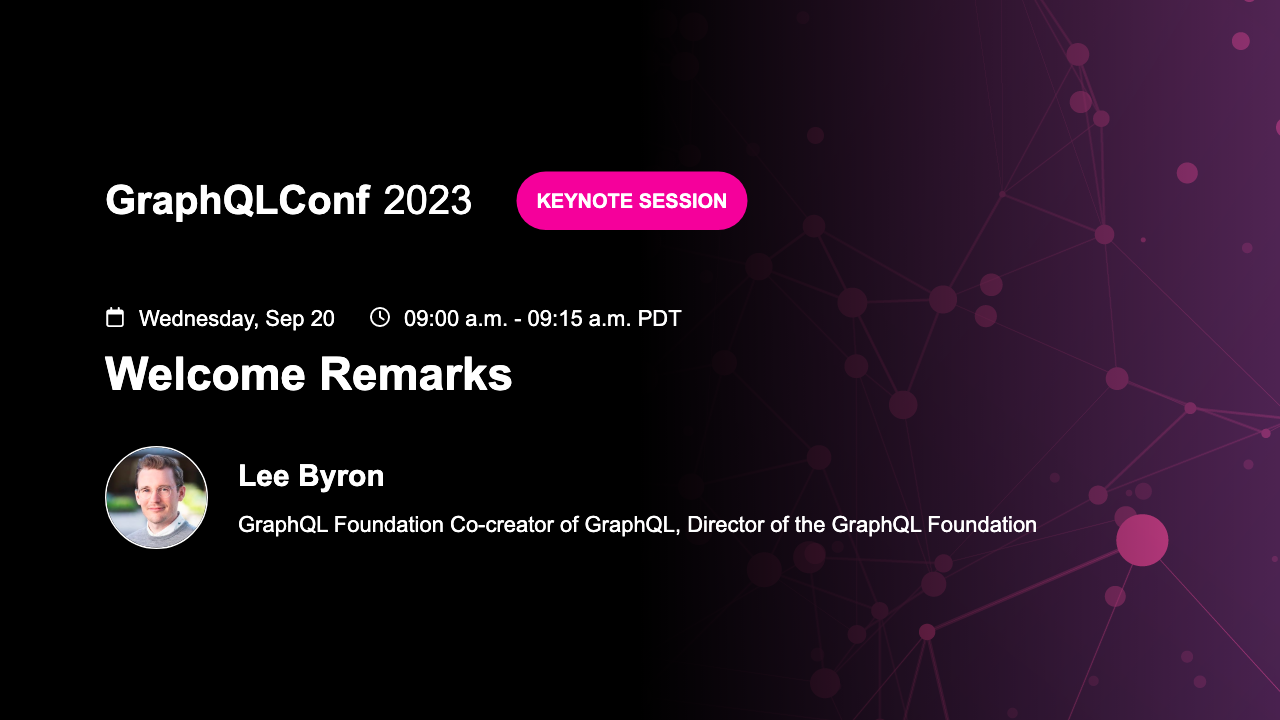 GraphQLConf 2023
KEYNOTE SESSION
Wednesday, Sep 20
09:00 a.m. - 09:15 a.m. PDT
Welcome Remarks
Lee Byron
GraphQL Foundation Co-creator of GraphQL, Director of the GraphQL Foundation